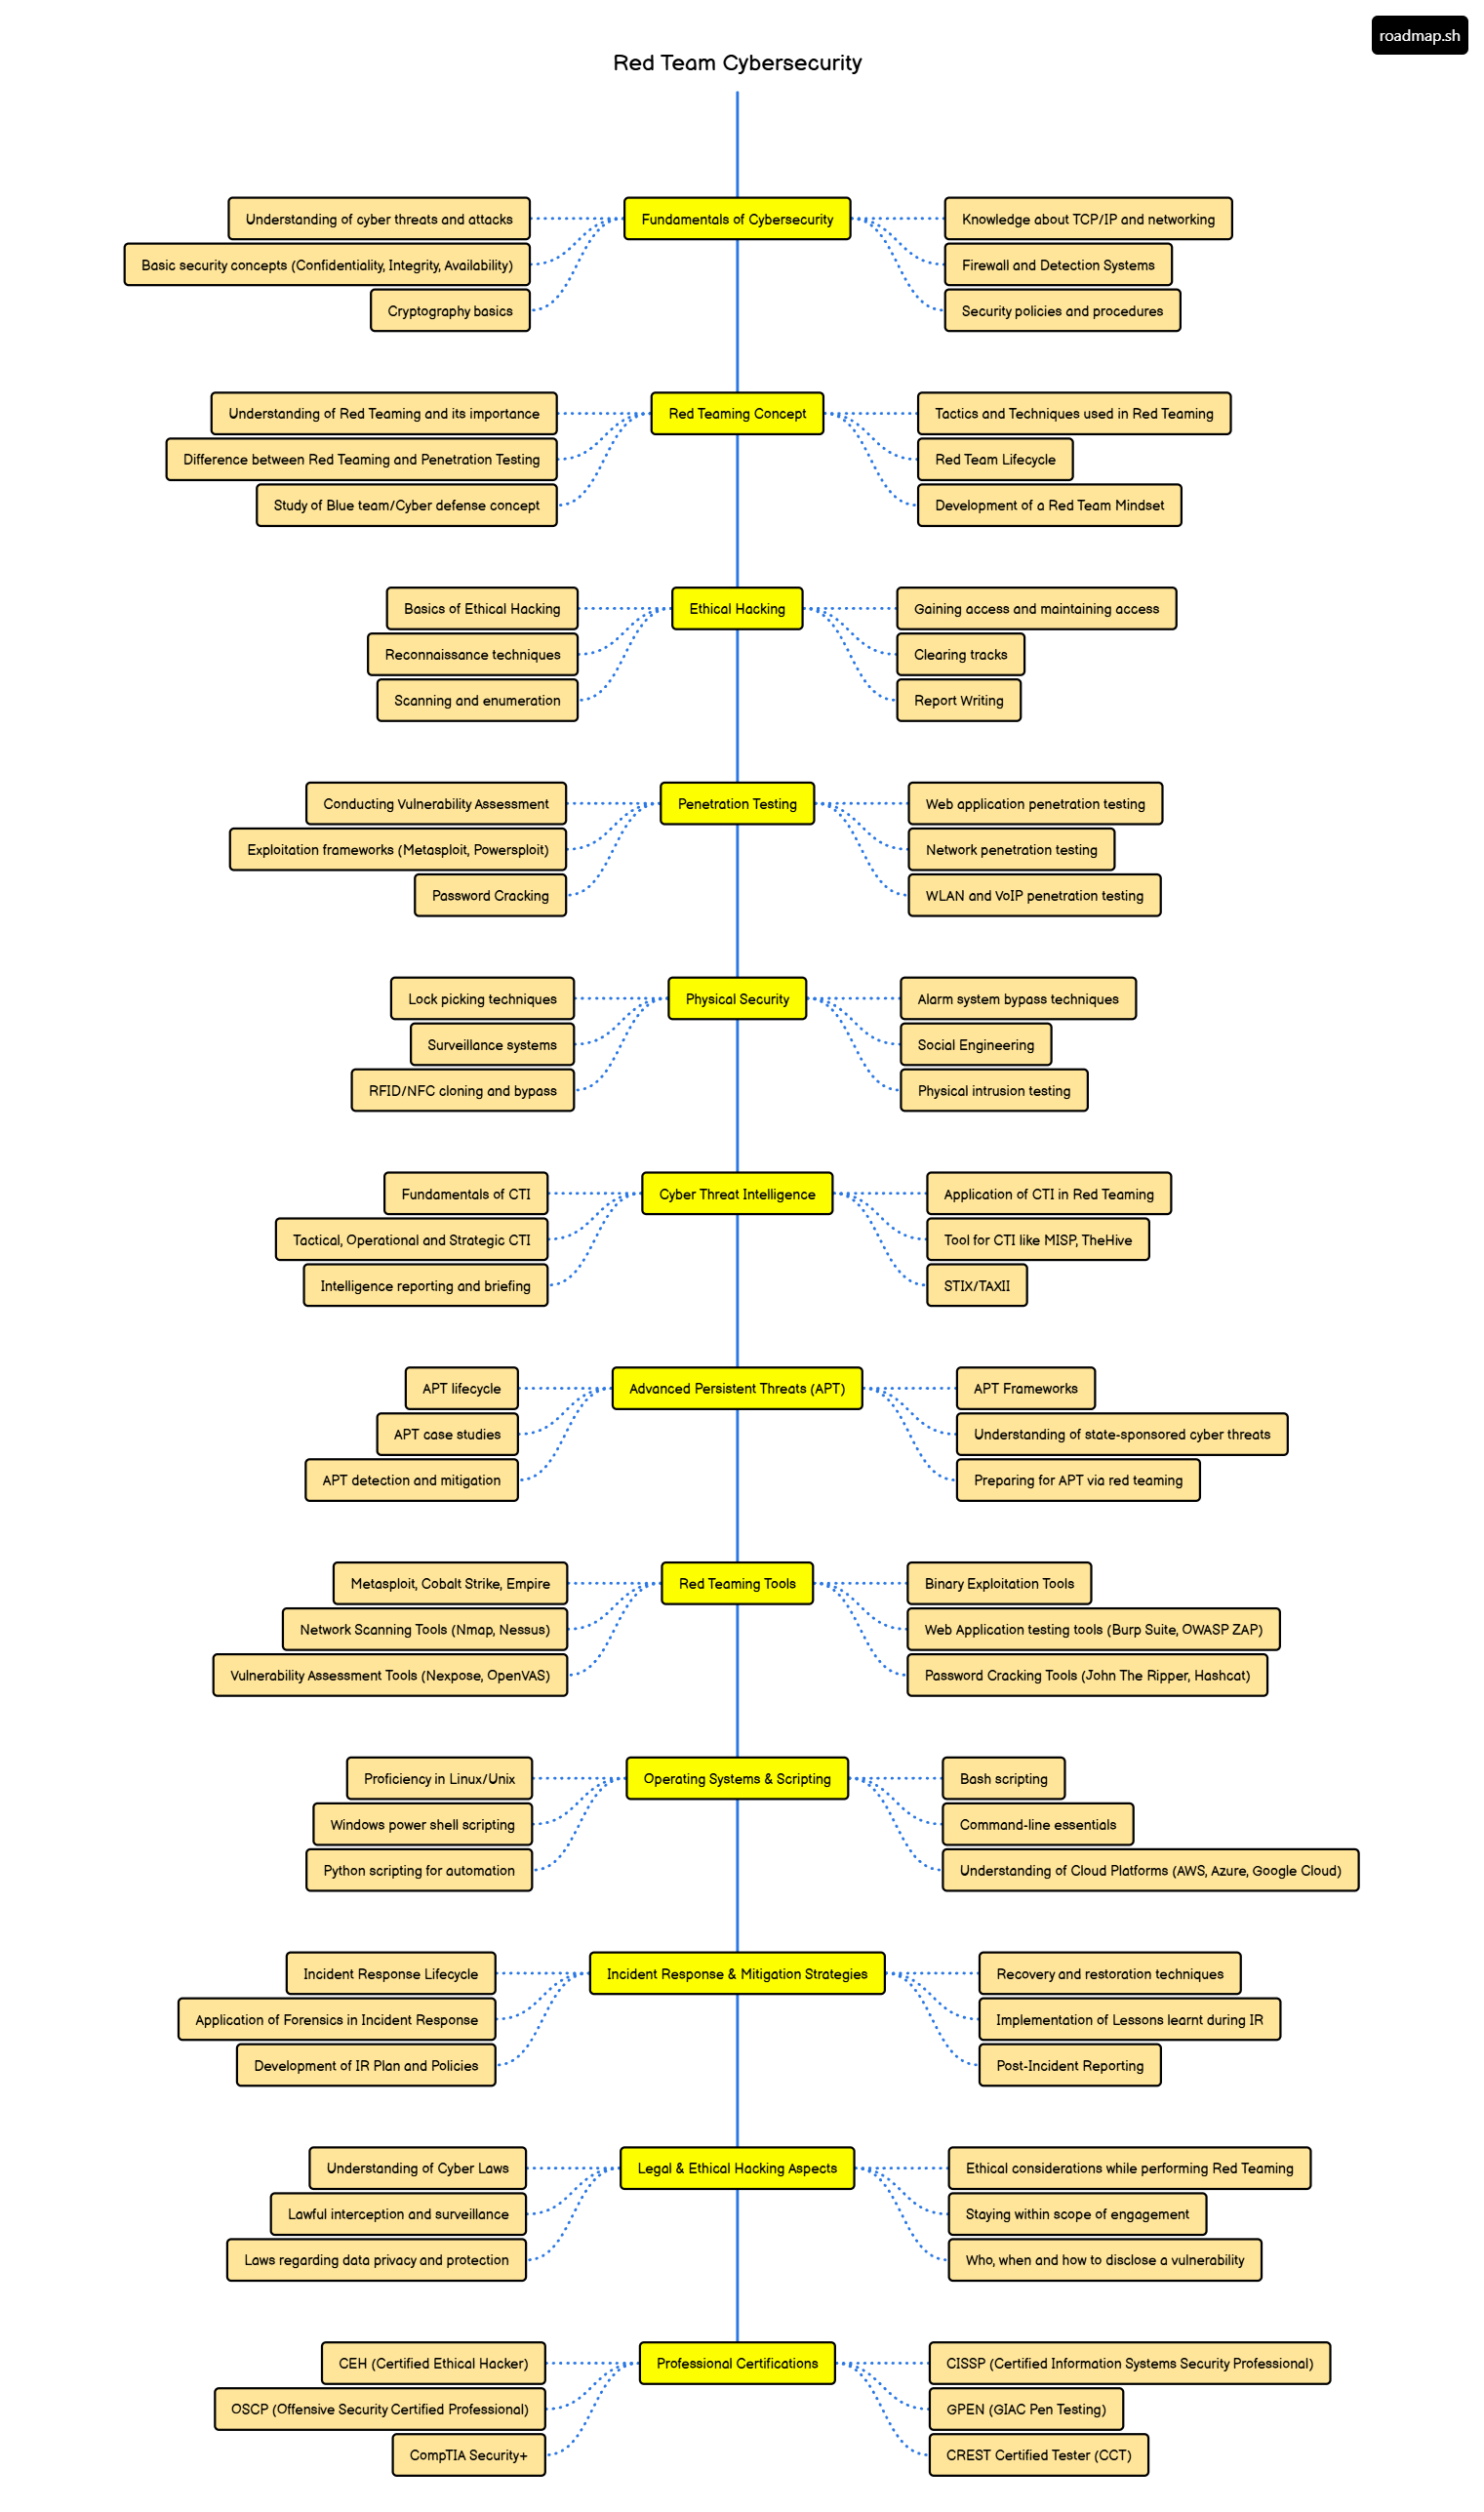 roadmap.sh
Red Team Cybersecurity
Fundamentals of Cybersecurity
Understanding of cyber threats and attacks
Basic security concepts (Confidentiality, Integrity, Availability)
Cryptography basics
Knowledge about TCP/IP and networking
Firewall and Detection Systems
Security policies and procedures
Red Teaming Concept
Understanding of Red Teaming and its importance
Difference between Red Teaming and Penetration Testing
Study of Blue team/Cyber defense concept
Tactics and Techniques used in Red Teaming
Red Team Lifecycle
Development of a Red Team Mindset
Ethical Hacking
Basics of Ethical Hacking
Reconnaissance techniques
Scanning and enumeration
Gaining access and maintaining access
Clearing tracks
Report Writing
Penetration Testing
Conducting Vulnerability Assessment
Exploitation frameworks (Metasploit, Powersploit)
Password Cracking
Web application penetration testing
Network penetration testing
WLAN and VoIP penetration testing
Physical Security
Lock picking techniques
Surveillance systems
RFID/NFC cloning and bypass
Alarm system bypass techniques
Social Engineering
Physical intrusion testing
Cyber Threat Intelligence
Fundamentals of CTI
Tactical, Operational and Strategic CTI
Intelligence reporting and briefing
Application of CTI in Red Teaming
Tool for CTI like MISP, TheHive
STIX/TAXII
Advanced Persistent Threats (APT)
APT lifecycle
APT case studies
APT detection and mitigation
APT Frameworks
Understanding of state-sponsored cyber threats
Preparing for APT via red teaming
Red Teaming Tools
Metasploit, Cobalt Strike, Empire
Network Scanning Tools (Nmap, Nessus)
Vulnerability Assessment Tools (Nexpose, OpenVAS)
Binary Exploitation Tools
Web Application testing tools (Burp Suite, OWASP ZAP)
Password Cracking Tools (John The Ripper, Hashcat)
Operating Systems & Scripting
Proficiency in Linux/Unix
Windows power shell scripting
Python scripting for automation
Bash scripting
Command-line essentials
Understanding of Cloud Platforms (AWS, Azure, Google Cloud)
Incident Response & Mitigation Strategies
Incident Response Lifecycle
Application of Forensics in Incident Response
Development of IR Plan and Policies
Recovery and restoration techniques
Implementation of Lessons learnt during IR
Post-Incident Reporting
Legal & Ethical Hacking Aspects
Understanding of Cyber Laws
Lawful interception and surveillance
Laws regarding data privacy and protection
Ethical considerations while performing Red Teaming
Staying within scope of engagement
Who, when and how to disclose a vulnerability
Professional Certifications
CEH (Certified Ethical Hacker)
OSCP (Offensive Security Certified Professional)
CompTIA Security+
CISSP (Certified Information Systems Security Professional)
GPEN (GIAC Pen Testing)
CREST Certified Tester (CCT)